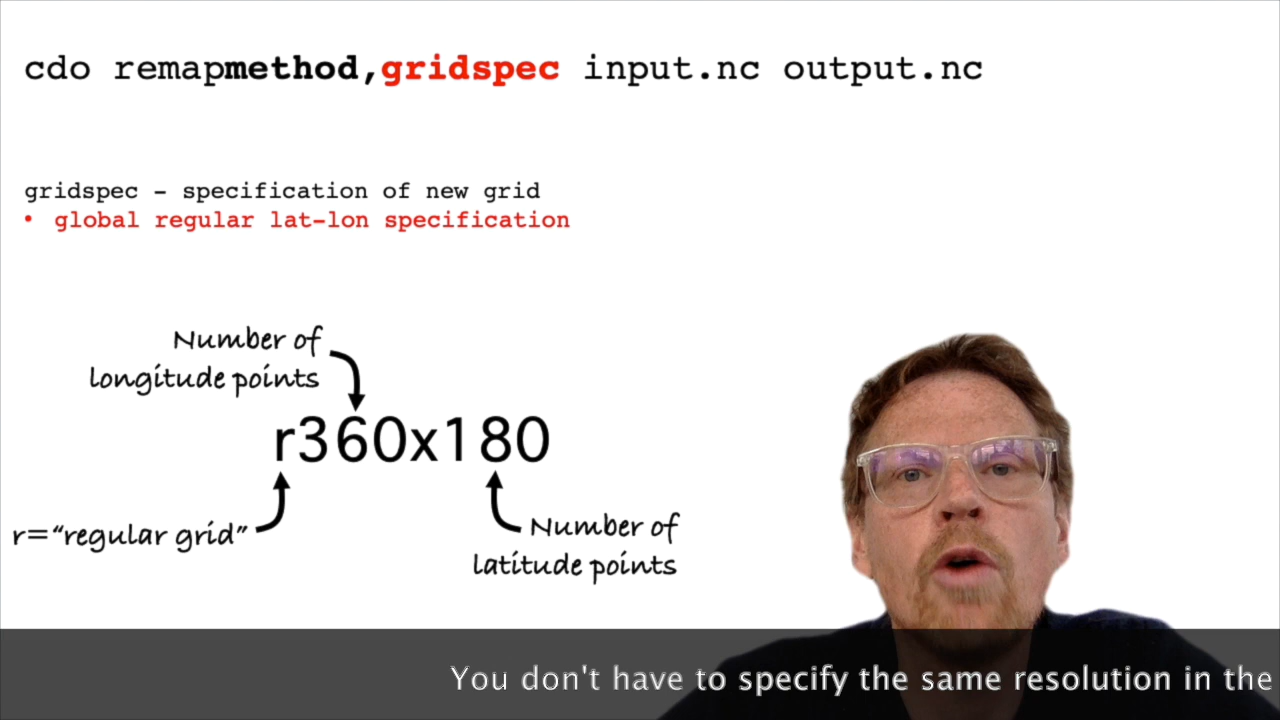 cdo remapmethod,gridspec input.nc output.nc
gridspec - specification of new grid
• global regular lat-lon specification
Number of
longitude points
r360x180
r="regular grid"
Number of
latitude points
You don't have to specify the same resolution in the